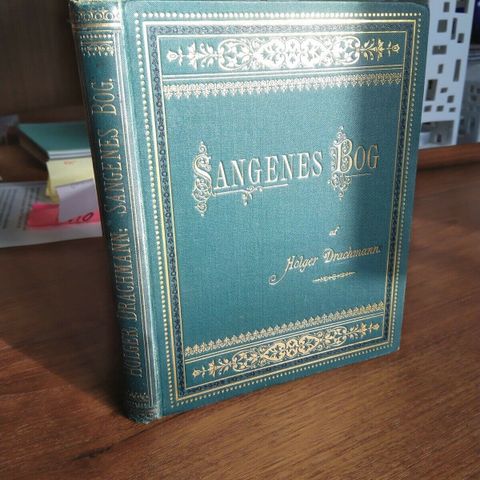 HOLGER DRACHMANN: SANGENES BOG.
SANGENES BOG
af
Holger Drachmann.